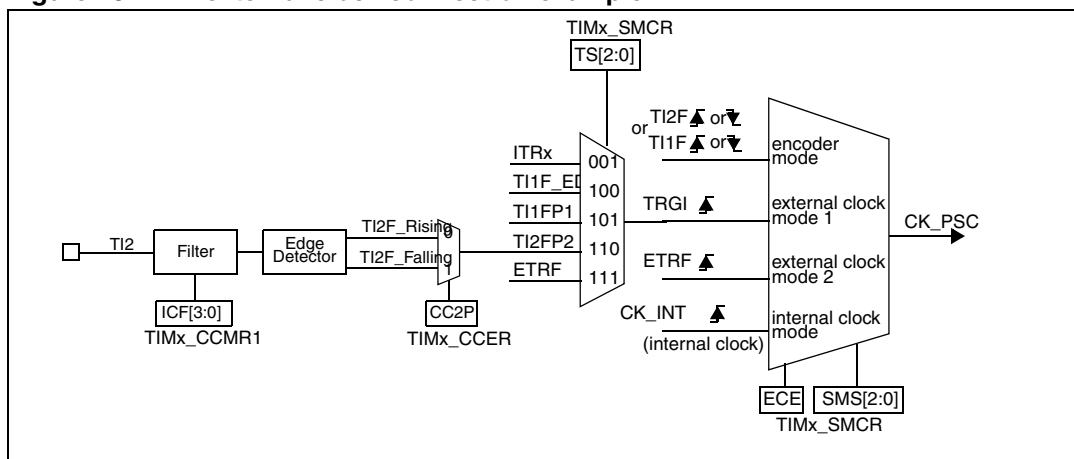 TIMx_SMCR
TS[2:0]
or TI2F or
TI1F or
encoder
mode
ITRx
001
TI1F_ED
100
TI1FP1
101
TRGI
external clock
mode 1
CK_PSC
TI2
Filter
Edge
Detector
TI2F_Rising
0
TI2F_Falling
1
TI2FP2
110
ETRF
111
ETRF
external clock
mode 2
ICF[3:0]
TIMx_CCMR1
CC2P
TIMx_CCER
CK_INT
(internal clock)
internal clock
mode
ECE
SMS[2:0]
TIMx_SMCR